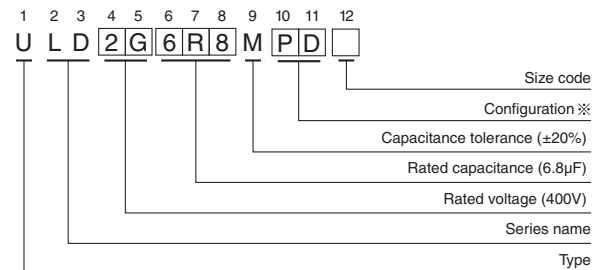 1 2 3 4 5 6 7 8 9 10 11 12
U L D 2 G 6 R 8 M P D
Size code
Configuration ※
Capacitance tolerance (±20%)
Rated capacitance (6.8µF)
Rated voltage (400V)
Series name
Type